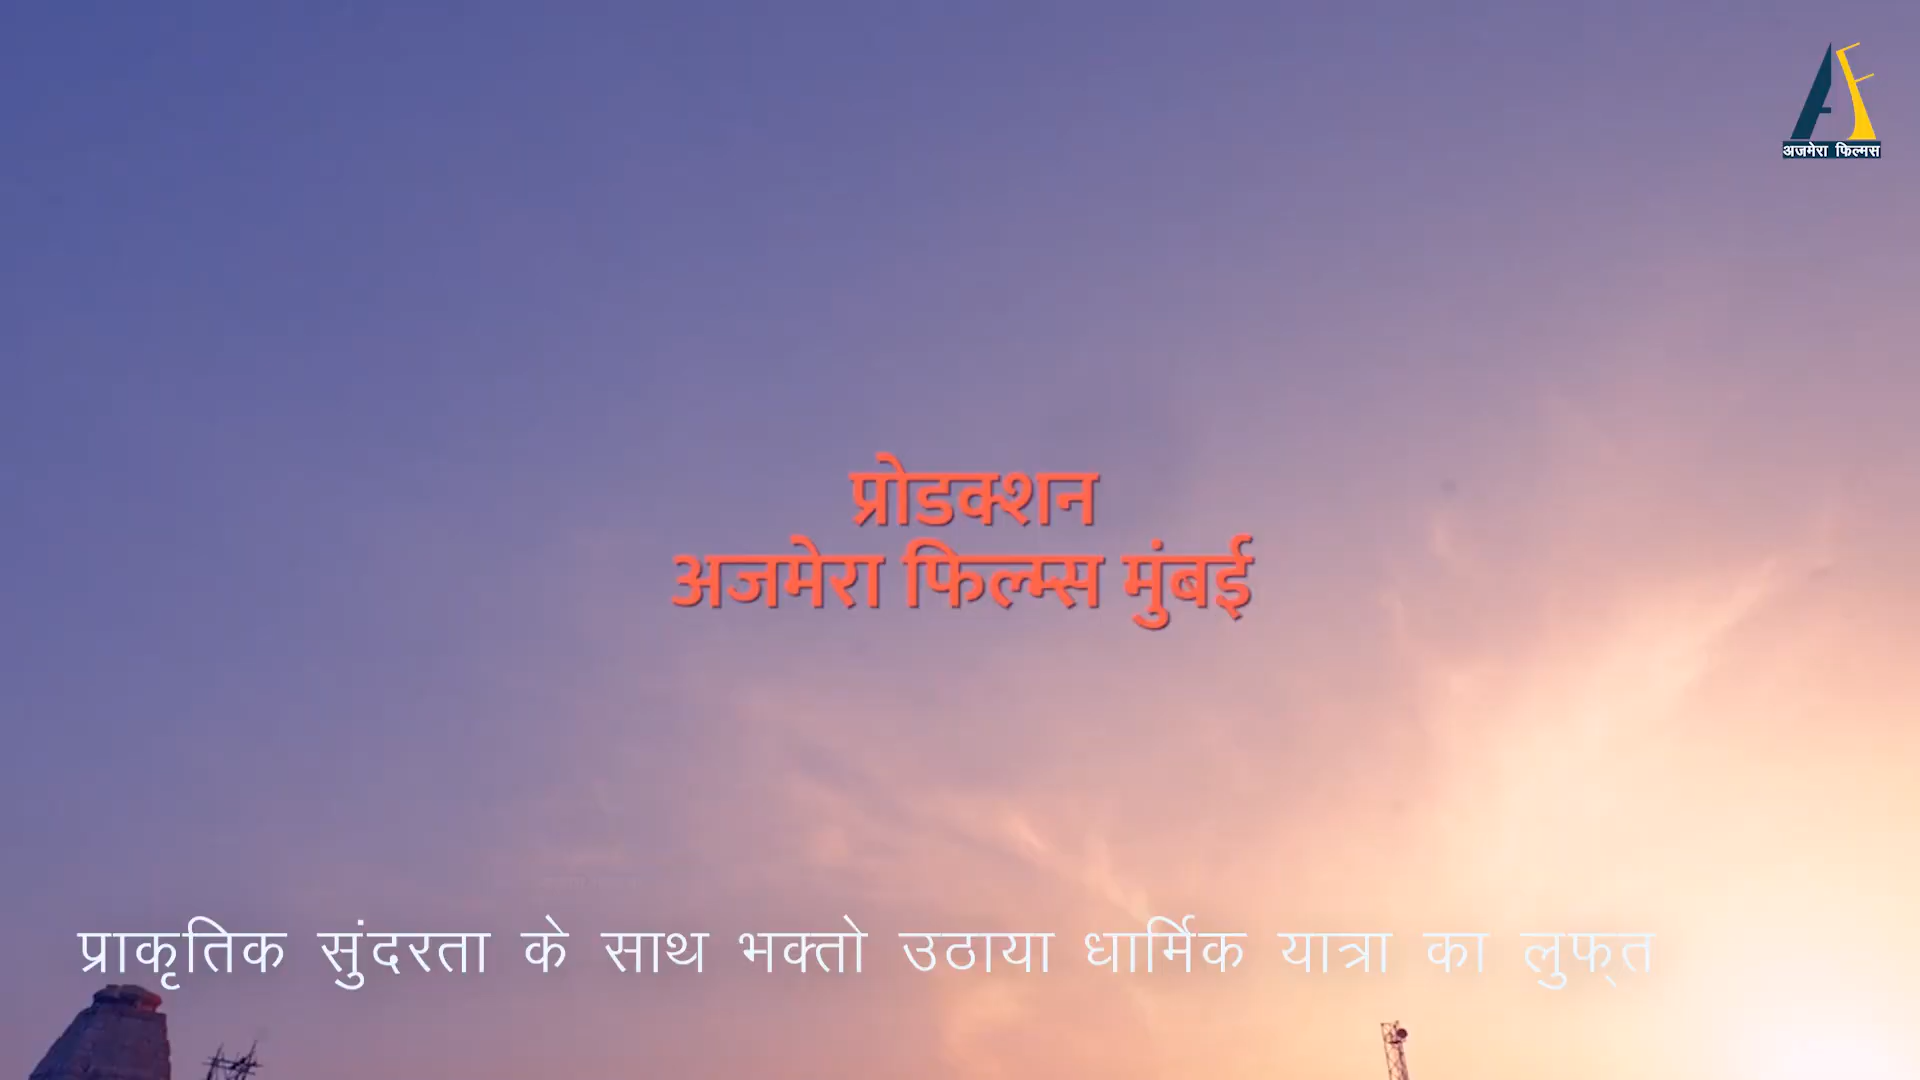 अजमेरा फिल्मस
प्रोडक्शन
अजमेरा फिल्म्स मुंबई
प्राकृतिक सुंदरता के साथ भक्तो उठाया धार्मिक यात्रा का लुफ्त